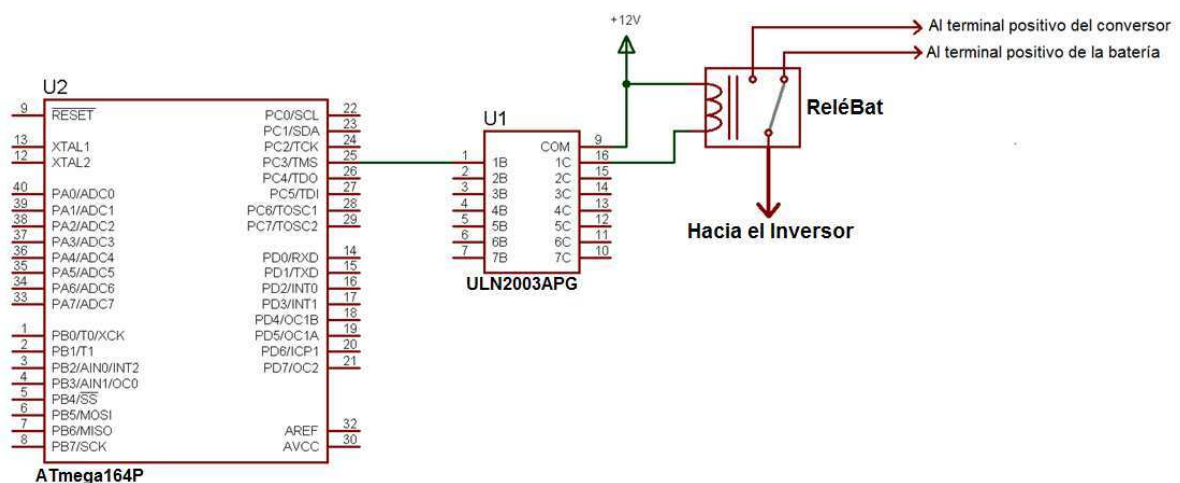 +12V
Al terminal positivo del conversor
Al terminal positivo de la batería
ReléBat
Hacia el Inversor
U2
9 RESET
13 XTAL1
12 XTAL2
40 PA0/ADC0
39 PA1/ADC1
38 PA2/ADC2
37 PA3/ADC3
36 PA4/ADC4
35 PA5/ADC5
34 PA6/ADC6
33 PA7/ADC7
1 PB0/T0/XCK
2 PB1/T1
3 PB2/AIN0/INT2
4 PB3/AIN1/OC0
5 PB4/SS
6 PB5/MOSI
7 PB6/MISO
8 PB7/SCK
PC0/SCL 22
PC1/SDA 23
PC2/TCK 24
PC3/TMS 25
PC4/TDO 26
PC5/TDI 27
PC6/TOSC1 28
PC7/TOSC2 29
PD0/RXD 14
PD1/TXD 15
PD2/INT0 16
PD3/INT1 17
PD4/OC1B 18
PD5/OC1A 19
PD6/ICP1 20
PD7/OC2 21
AREF 32
AVCC 30
ATmega164P
U1
COM 9
1 1B 1C 16
2 2B 2C 15
3 3B 3C 14
4 4B 4C 13
5 5B 5C 12
6 6B 6C 11
7 7B 7C 10
ULN2003APG